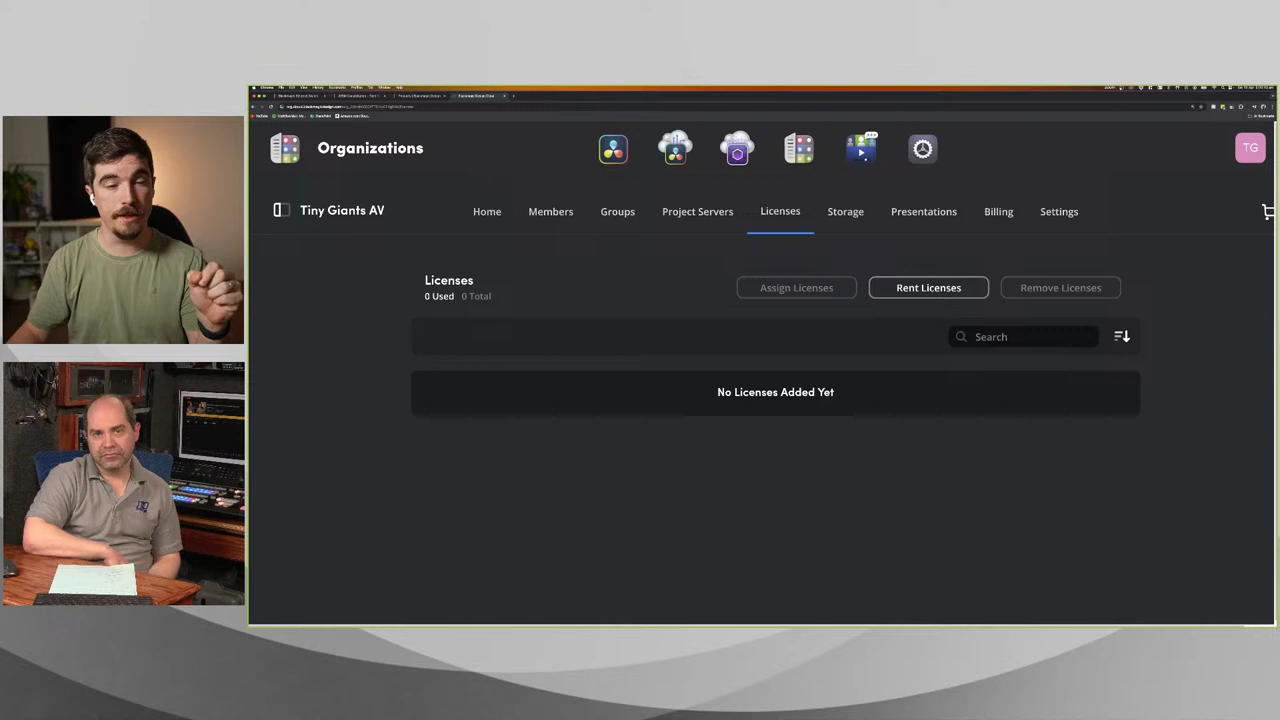 Organizations
TG
Tiny Giants AV
Home
Members
Groups
Project Servers
Licenses
Storage
Presentations
Billing
Settings
Licenses
0 Used 0 Total
Assign Licenses
Rent Licenses
Remove Licenses
Search
No Licenses Added Yet